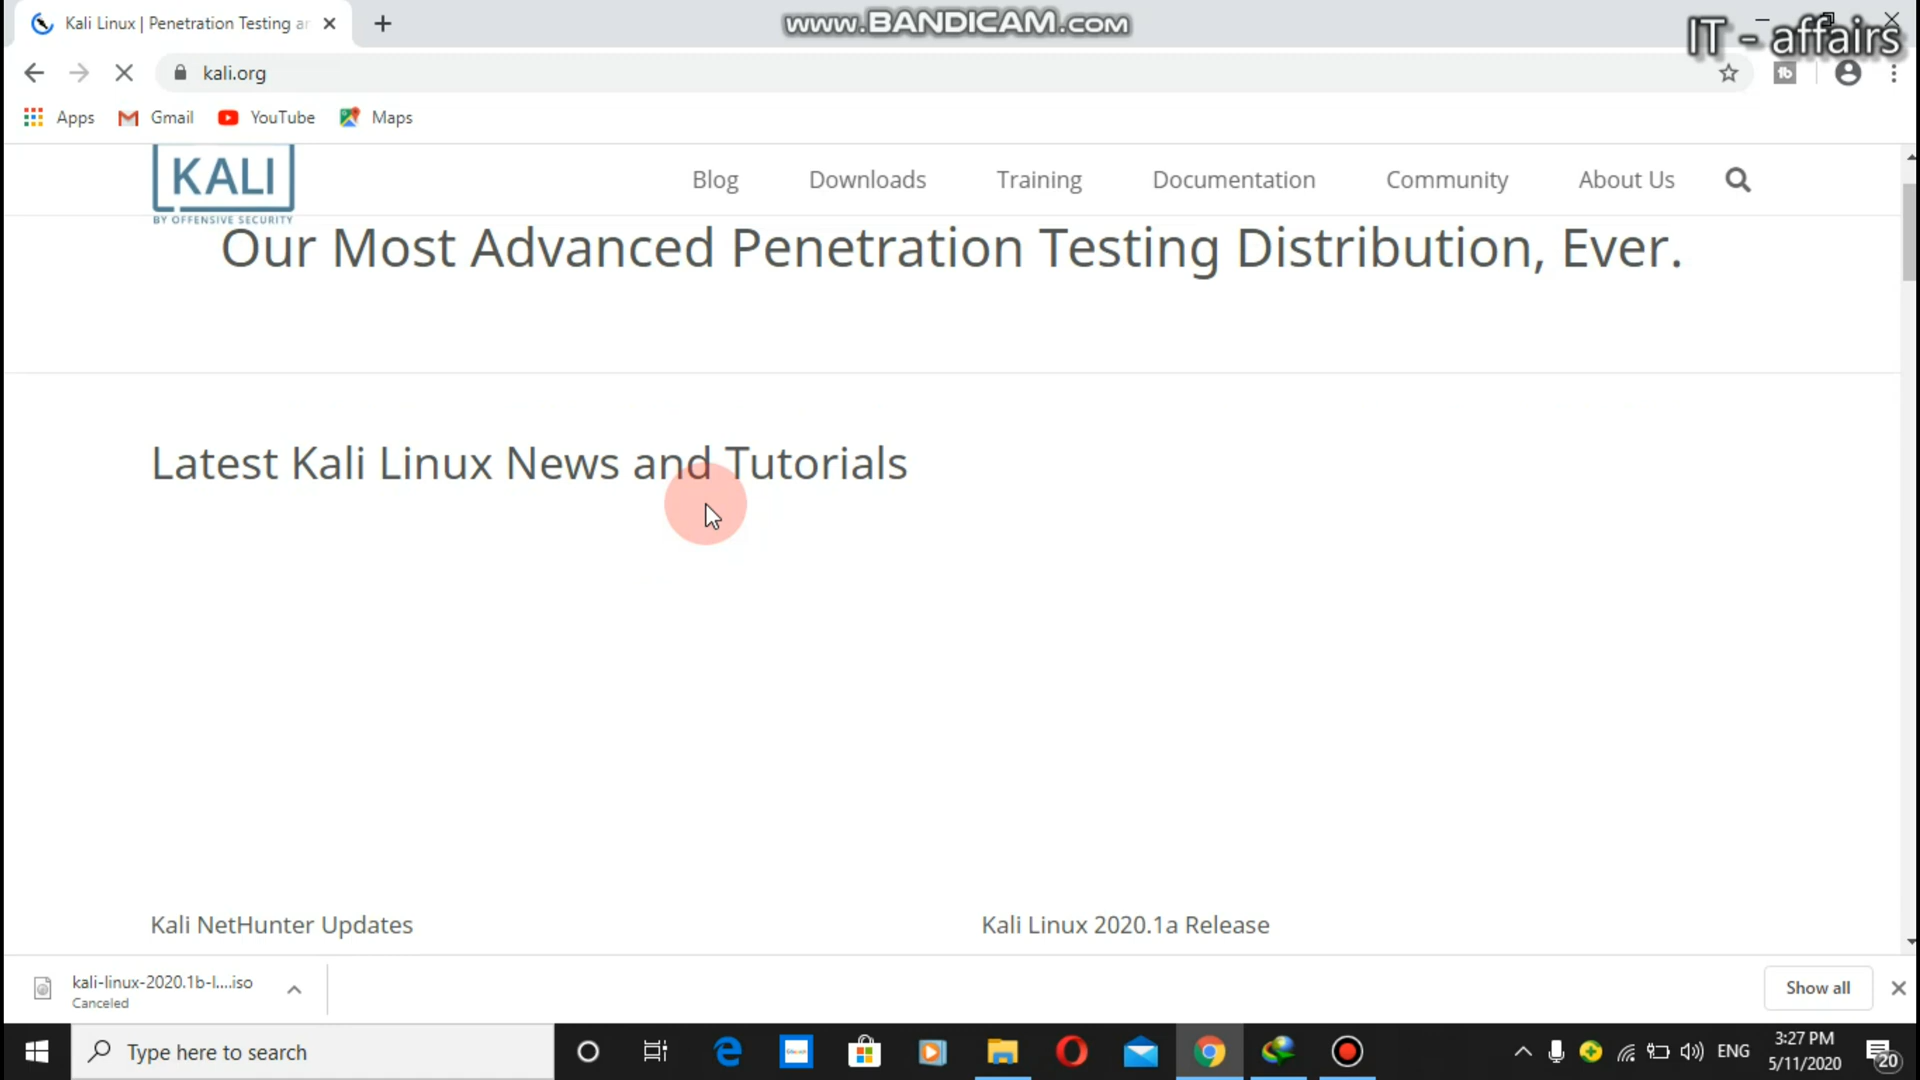 Kali Linux | Penetration Testing ar
www.BANDICAM.com
IT - affairs
kali.org
Apps
Gmail
YouTube
Maps
KALI
BY OFFENSIVE SECURITY
Blog
Downloads
Training
Documentation
Community
About Us
Our Most Advanced Penetration Testing Distribution, Ever.
Latest Kali Linux News and Tutorials
Kali NetHunter Updates
Kali Linux 2020.1a Release
kali-linux-2020.1b-l....iso
Canceled
Show all
Type here to search
ENG
3:27 PM
5/11/2020
20